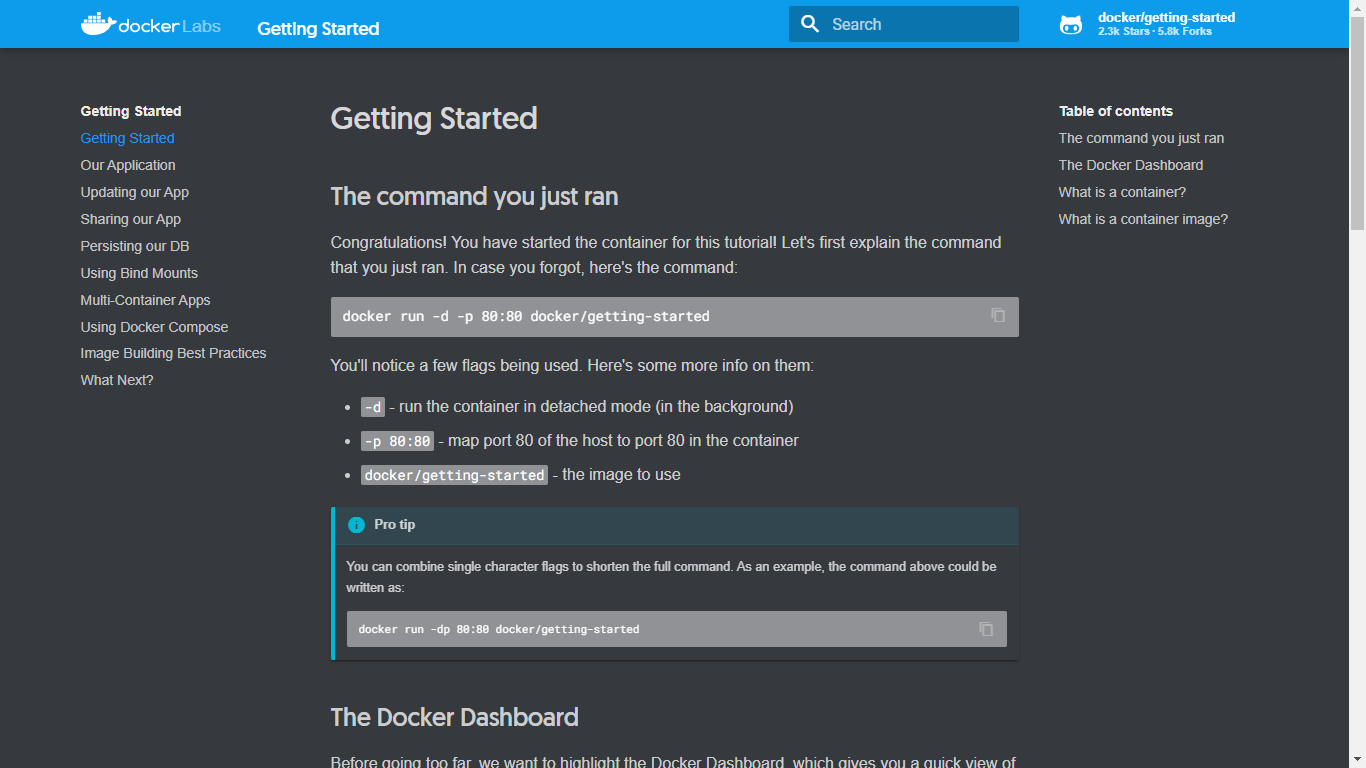 docker Labs
Getting Started
Search
docker/getting-started
2.3k Stars · 5.8k Forks
Getting Started
Getting Started
Our Application
Updating our App
Sharing our App
Persisting our DB
Using Bind Mounts
Multi-Container Apps
Using Docker Compose
Image Building Best Practices
What Next?
Getting Started
The command you just ran
Congratulations! You have started the container for this tutorial! Let's first explain the command
that you just ran. In case you forgot, here's the command:
docker run -d -p 80:80 docker/getting-started
You'll notice a few flags being used. Here's some more info on them:
• -d - run the container in detached mode (in the background)
• -p 80:80 - map port 80 of the host to port 80 in the container
• docker/getting-started - the image to use
Pro tip
You can combine single character flags to shorten the full command. As an example, the command above could be
written as:
docker run -dp 80:80 docker/getting-started
The Docker Dashboard
Before going too far, we want to highlight the Docker Dashboard, which gives you a quick view of
Table of contents
The command you just ran
The Docker Dashboard
What is a container?
What is a container image?